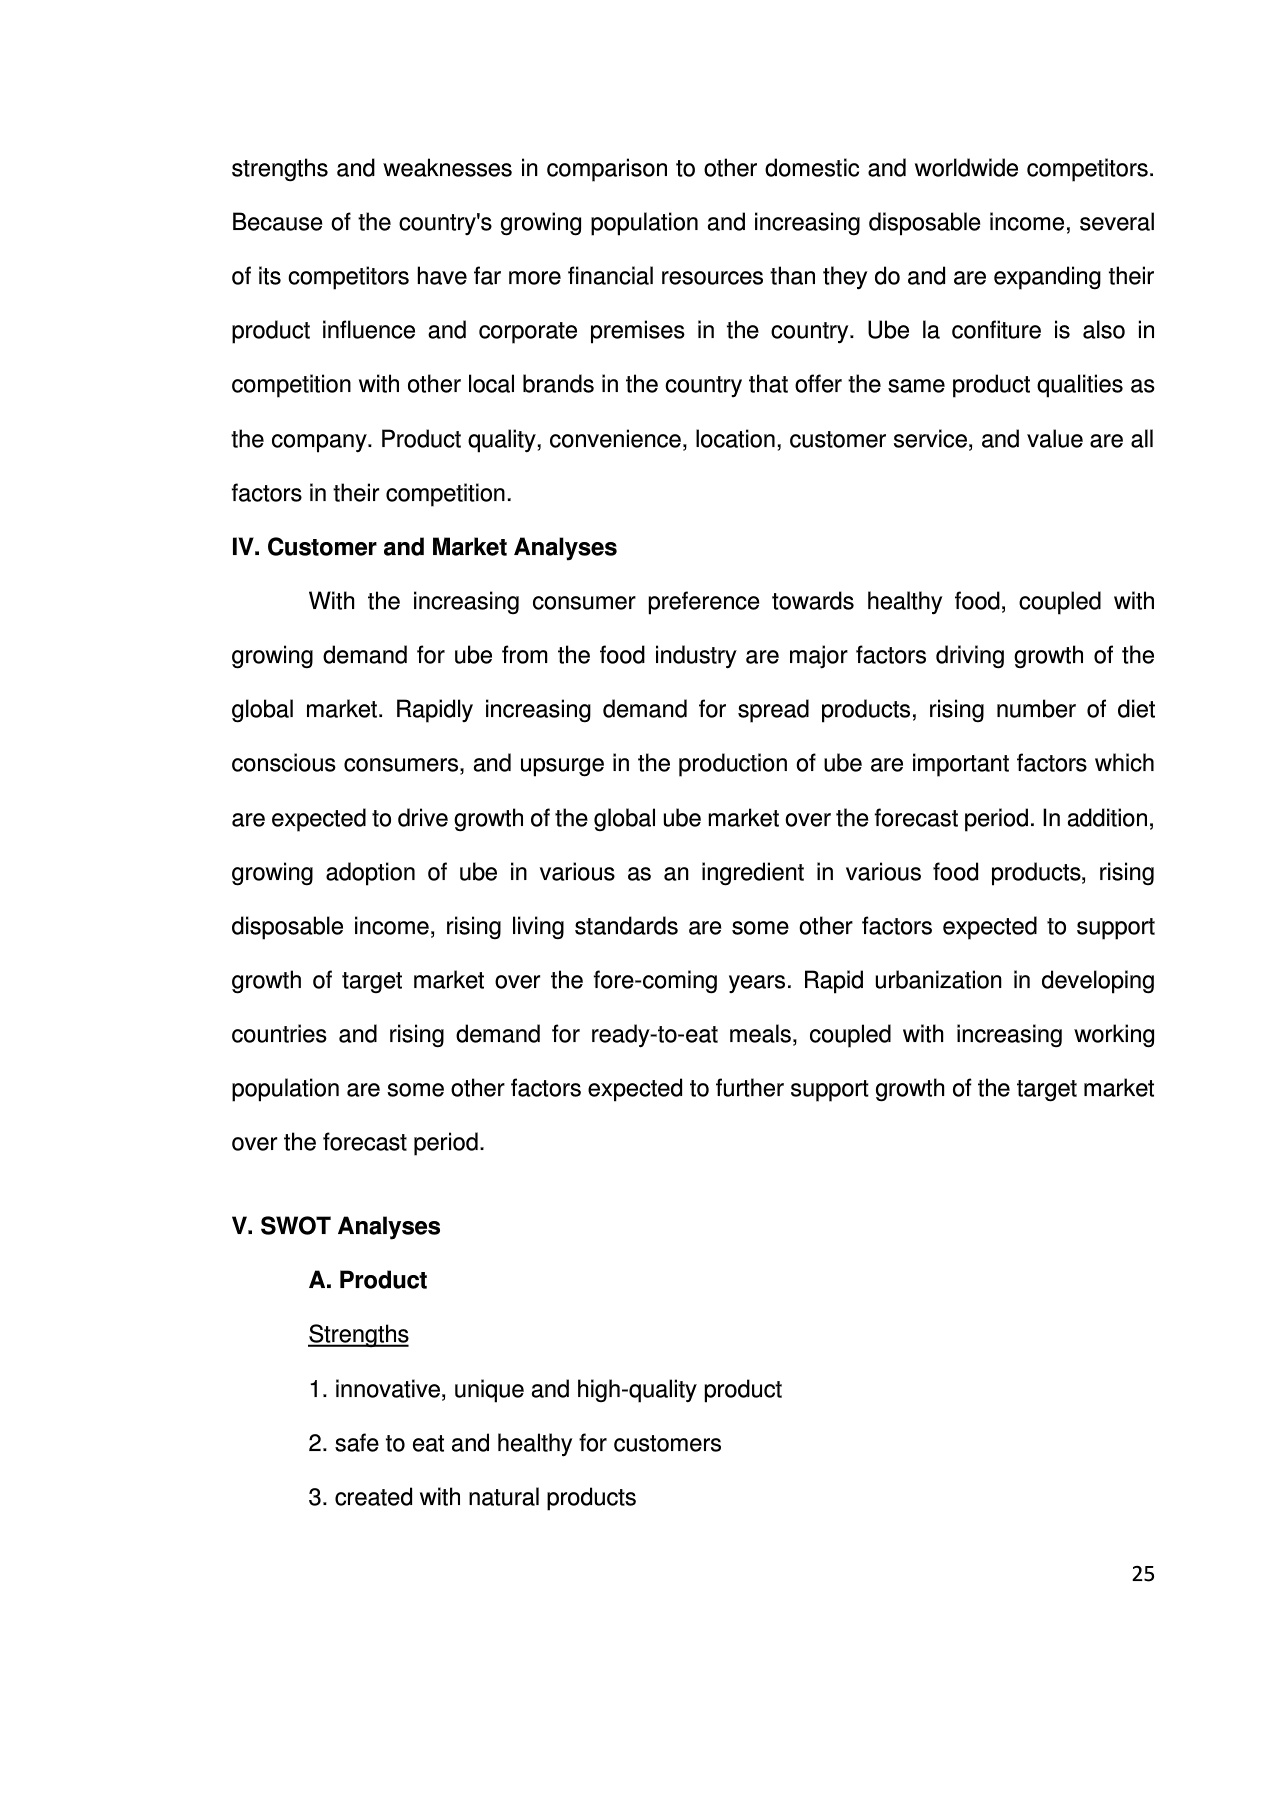 strengths and weaknesses in comparison to other domestic and worldwide competitors.
Because of the country's growing population and increasing disposable income, several
of its competitors have far more financial resources than they do and are expanding their
product influence and corporate premises in the country. Ube la confiture is also in
competition with other local brands in the country that offer the same product qualities as
the company. Product quality, convenience, location, customer service, and value are all
factors in their competition.
IV. Customer and Market Analyses
With the increasing consumer preference towards healthy food, coupled with
growing demand for ube from the food industry are major factors driving growth of the
global market. Rapidly increasing demand for spread products, rising number of diet
conscious consumers, and upsurge in the production of ube are important factors which
are expected to drive growth of the global ube market over the forecast period. In addition,
growing adoption of ube in various as an ingredient in various food products, rising
disposable income, rising living standards are some other factors expected to support
growth of target market over the fore-coming years. Rapid urbanization in developing
countries and rising demand for ready-to-eat meals, coupled with increasing working
population are some other factors expected to further support growth of the target market
over the forecast period.
V. SWOT Analyses
A. Product
Strengths
1. innovative, unique and high-quality product
2. safe to eat and healthy for customers
3. created with natural products
25